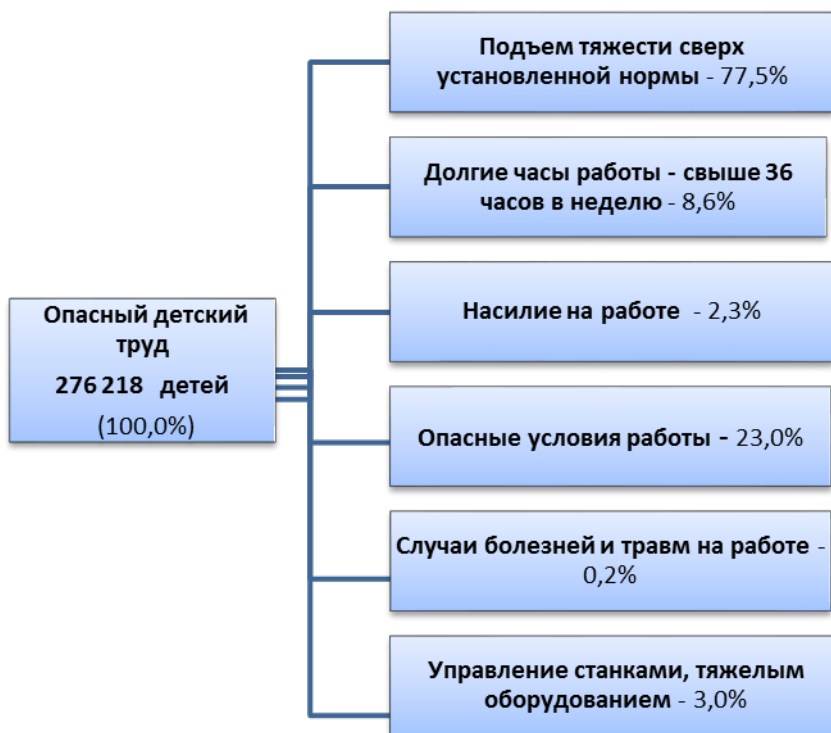 Подъем тяжести сверх
установленной нормы - 77,5%
Долгие часы работы - свыше 36
часов в неделю - 8,6%
Насилие на работе - 2,3%
Опасный детский
труд
276 218 детей
(100,0%)
Опасные условия работы - 23,0%
Случаи болезней и травм на работе -
0,2%
Управление станками, тяжелым
оборудованием - 3,0%